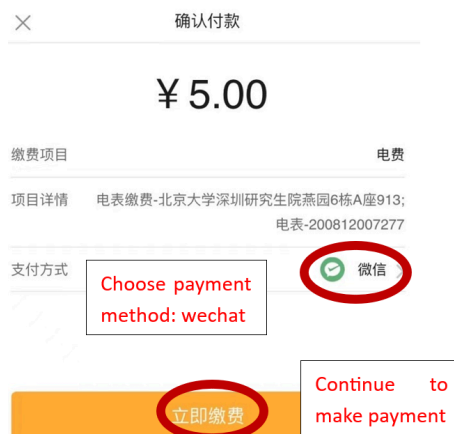 确认付款
¥ 5.00
缴费项目 电费
项目详情 电表缴费-北京大学深圳研究生院燕园6栋A座913;
电表-200812007277
支付方式 微信
Choose payment
method: wechat
Continue to
make payment
立即缴费